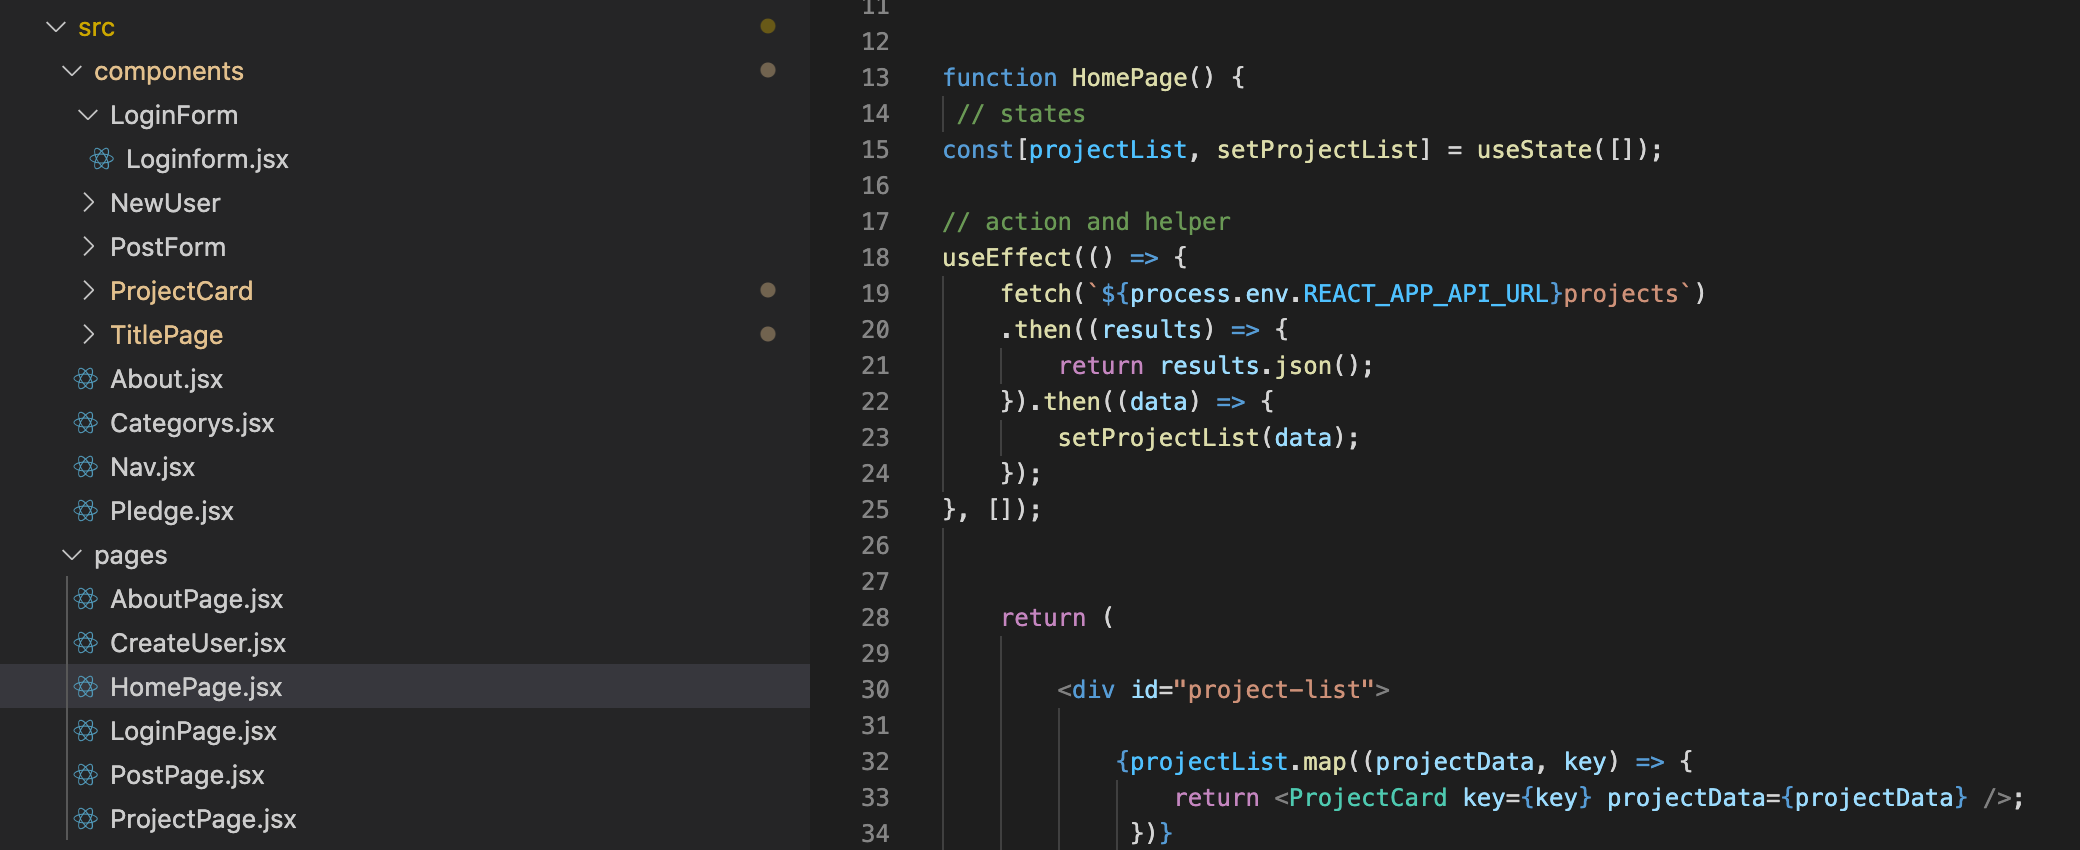 src
components
LoginForm
Loginform.jsx
NewUser
PostForm
ProjectCard
TitlePage
About.jsx
Categorys.jsx
Nav.jsx
Pledge.jsx
pages
AboutPage.jsx
CreateUser.jsx
HomePage.jsx
LoginPage.jsx
PostPage.jsx
ProjectPage.jsx
11
12
13 function HomePage() {
14 // states
15 const[projectList, setProjectList] = useState([]);
16
17 // action and helper
18 useEffect(() => {
19 fetch(`${process.env.REACT_APP_API_URL}projects`)
20 .then((results) => {
21 return results.json();
22 }).then((data) => {
23 setProjectList(data);
24 });
25 }, []);
26
27
28 return (
29
30 <div id="project-list">
31
32 {projectList.map((projectData, key) => {
33 return <ProjectCard key={key} projectData={projectData} />;
34 })}